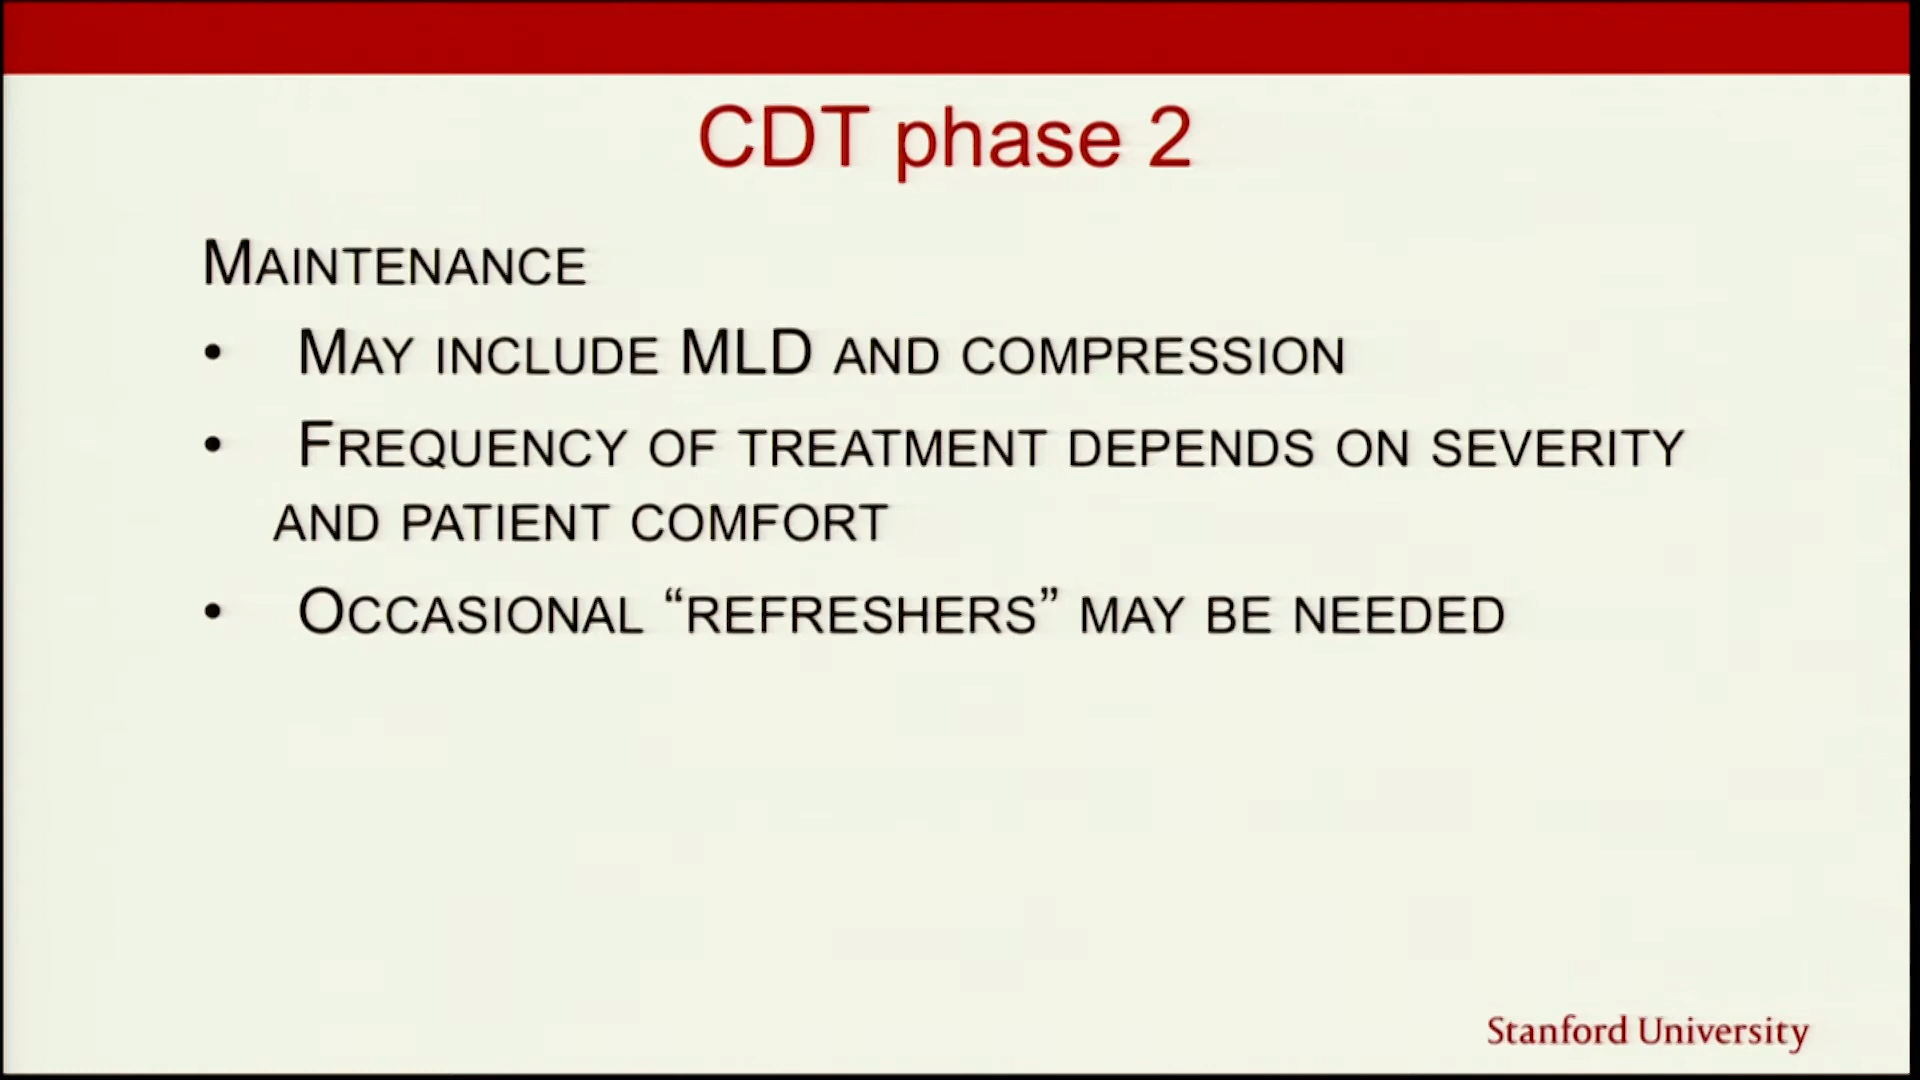 CDT phase 2
MAINTENANCE
• MAY INCLUDE MLD AND COMPRESSION
• FREQUENCY OF TREATMENT DEPENDS ON SEVERITY
AND PATIENT COMFORT
• OCCASIONAL “REFRESHERS” MAY BE NEEDED
Stanford University